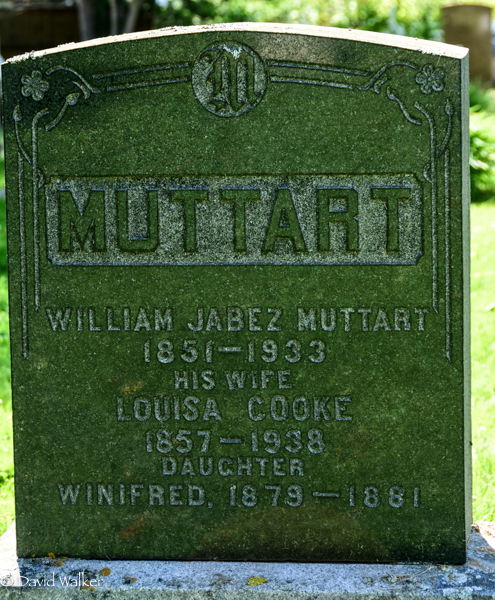 M
MUTTART
WILLIAM JABEZ MUTTART
1851-1933
HIS WIFE
LOUISA COOKE
1857-1938
DAUGHTER
WINIFRED, 1879-1881
© David Walker